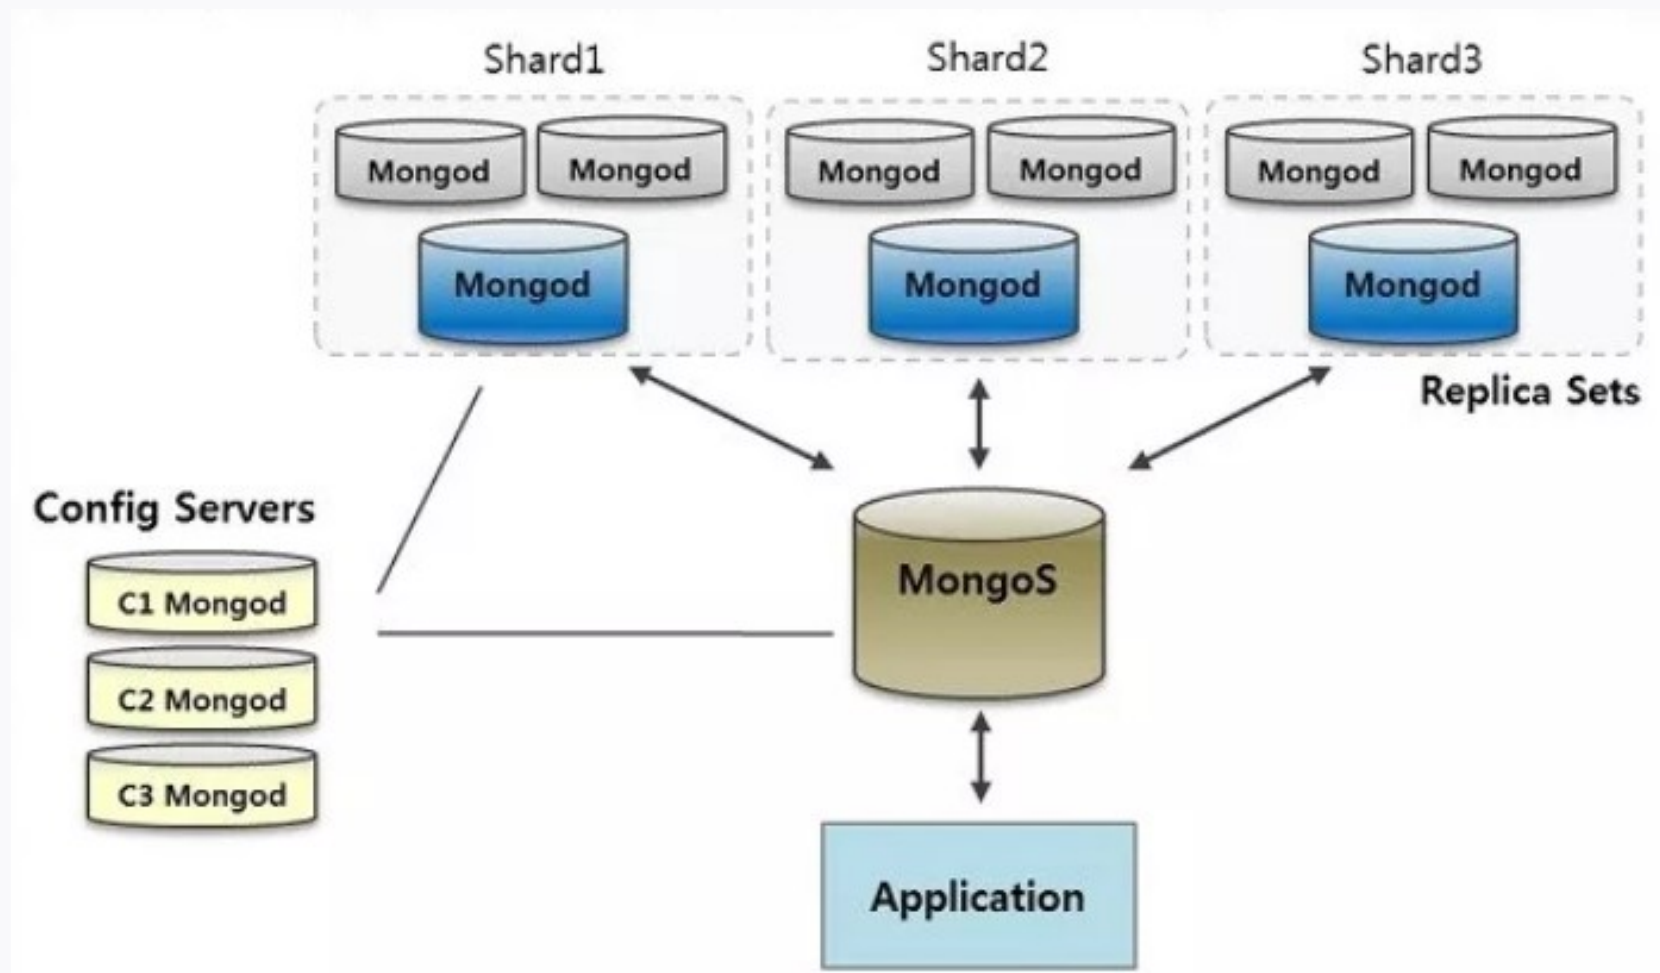 Shard1
Shard2
Shard3
Mongod
Mongod
Mongod
Mongod
Mongod
Mongod
Mongod
Mongod
Mongod
Replica Sets
Config Servers
C1 Mongod
C2 Mongod
C3 Mongod
MongoS
Application